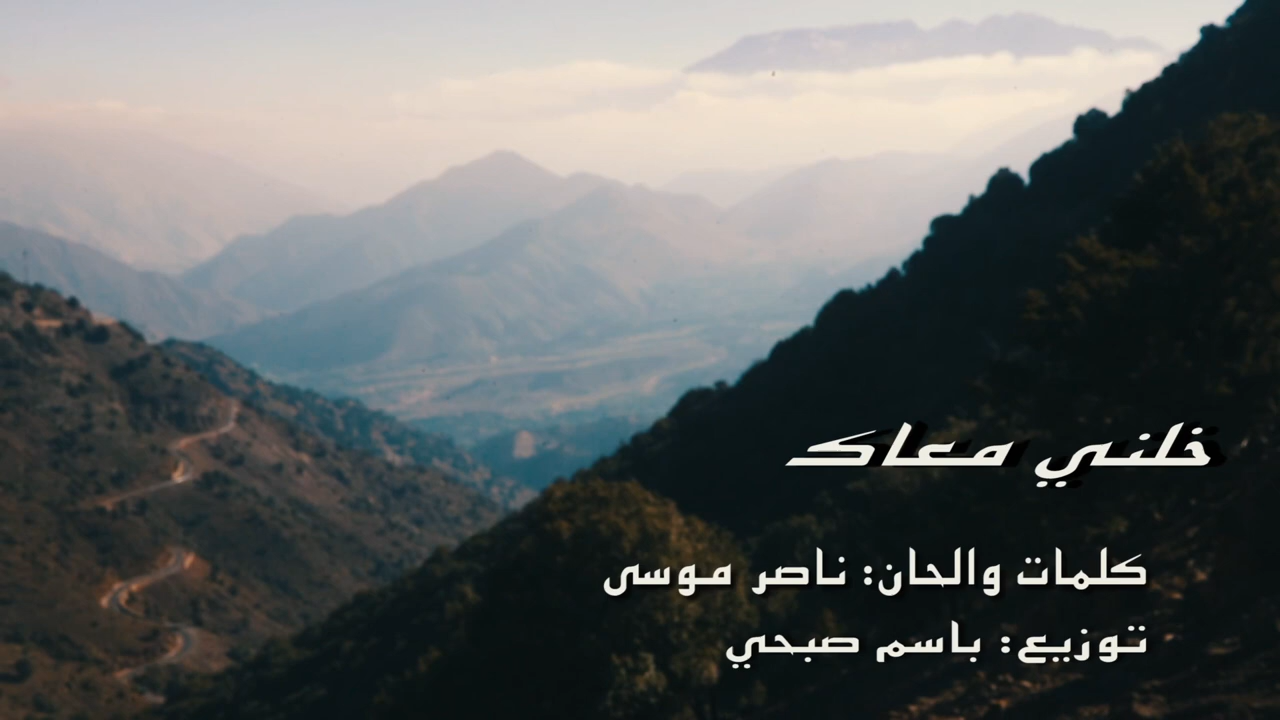 خلني معاك
كلمات والحان: ناصر موسى
توزيع: باسم صبحي